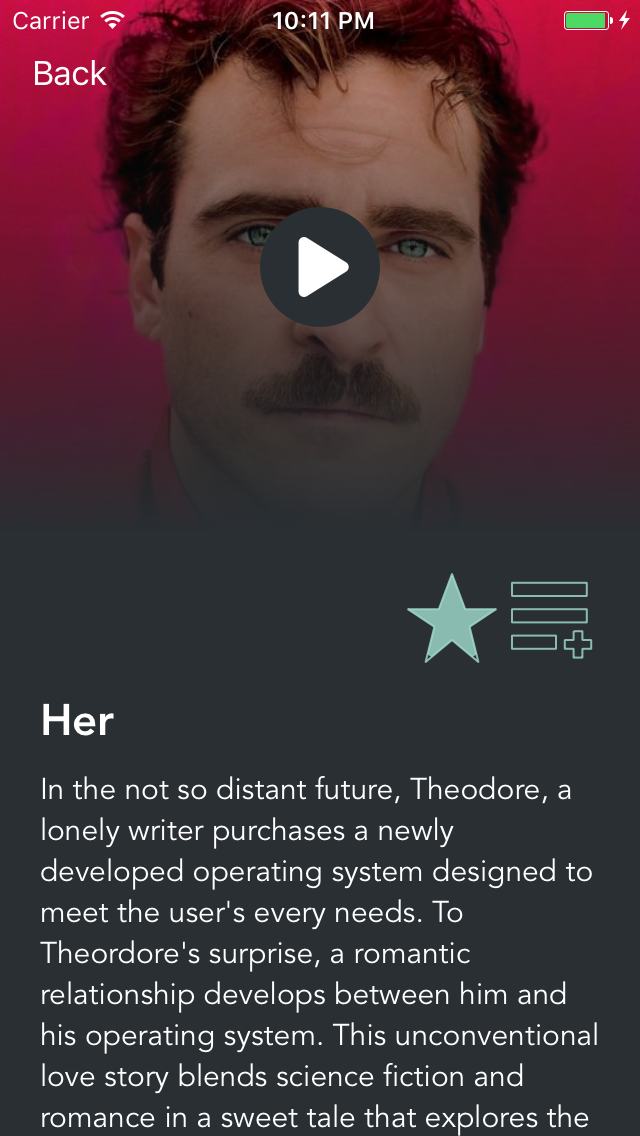 Carrier 10:11 PM
Back
Her
In the not so distant future, Theodore, a
lonely writer purchases a newly
developed operating system designed to
meet the user's every needs. To
Theordore's surprise, a romantic
relationship develops between him and
his operating system. This unconventional
love story blends science fiction and
romance in a sweet tale that explores the